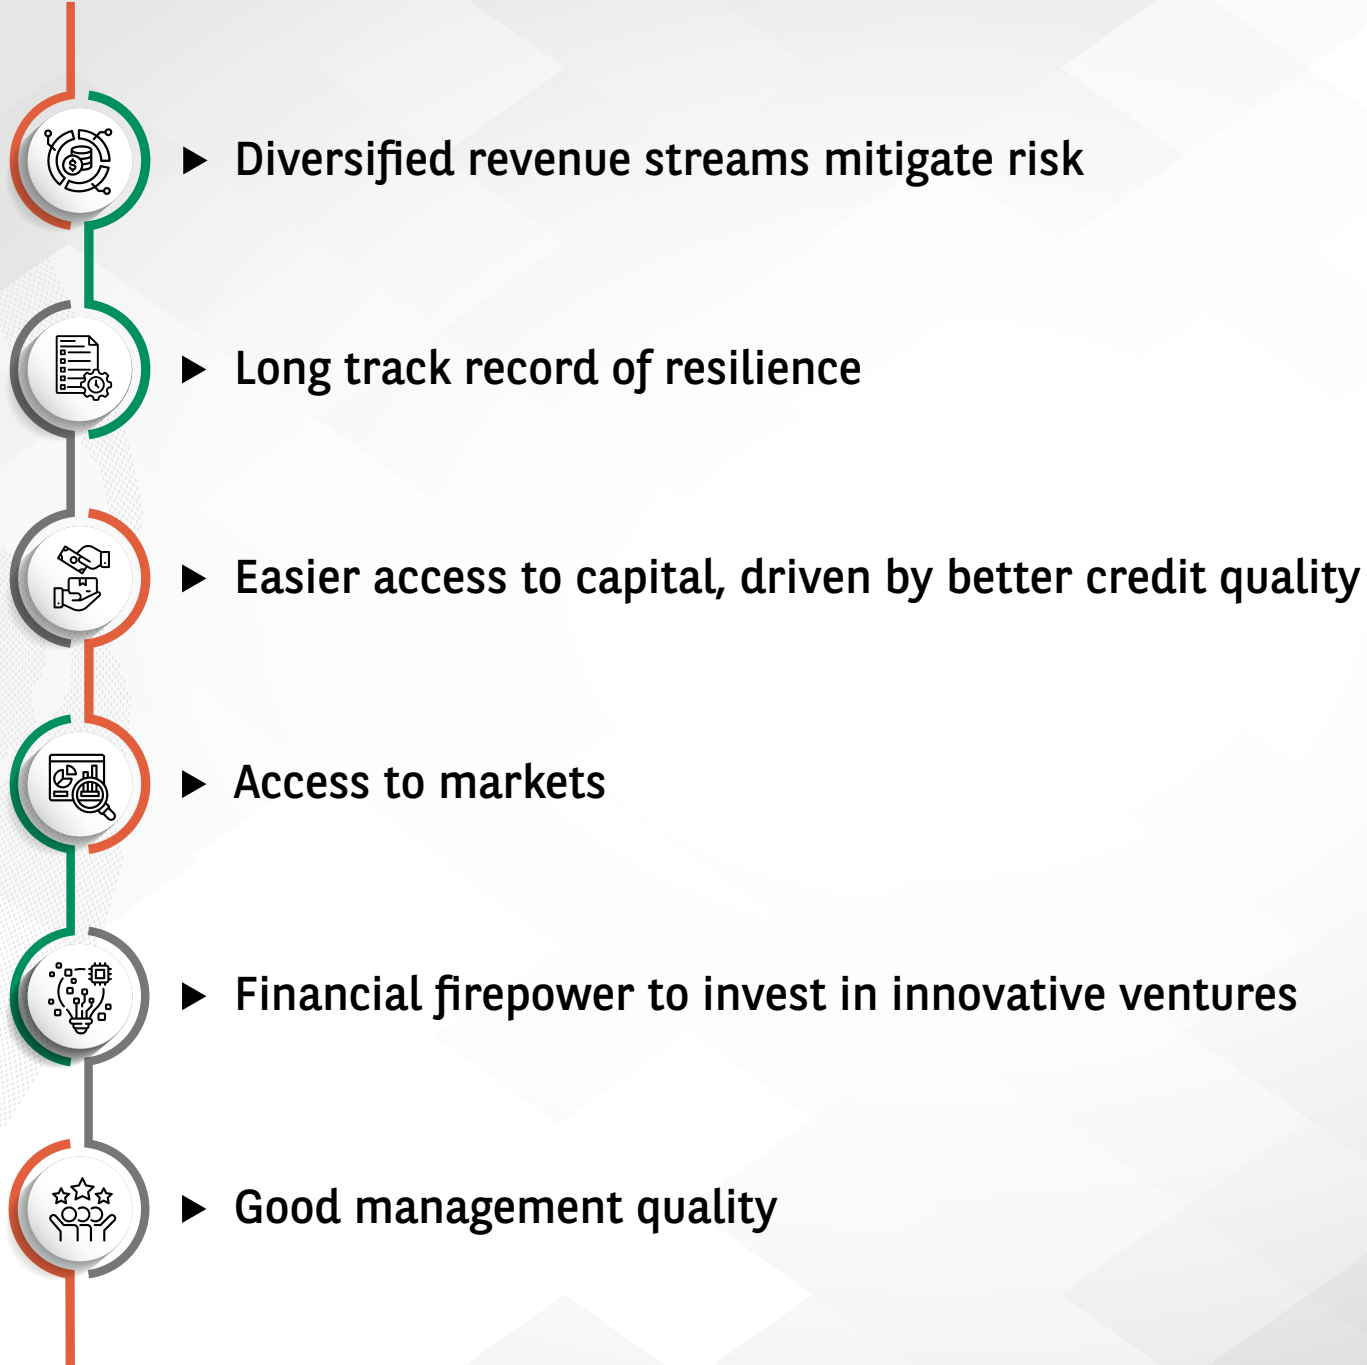 Diversified revenue streams mitigate risk
Long track record of resilience
Easier access to capital, driven by better credit quality
Access to markets
Financial firepower to invest in innovative ventures
Good management quality